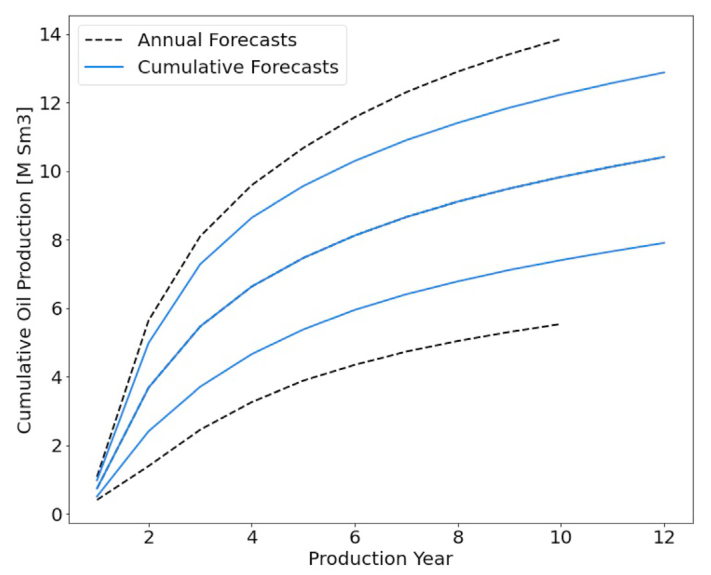 Annual Forecasts
Cumulative Forecasts
Cumulative Oil Production [M Sm3]
14
12
10
8
6
4
2
0
2 4 6 8 10 12
Production Year